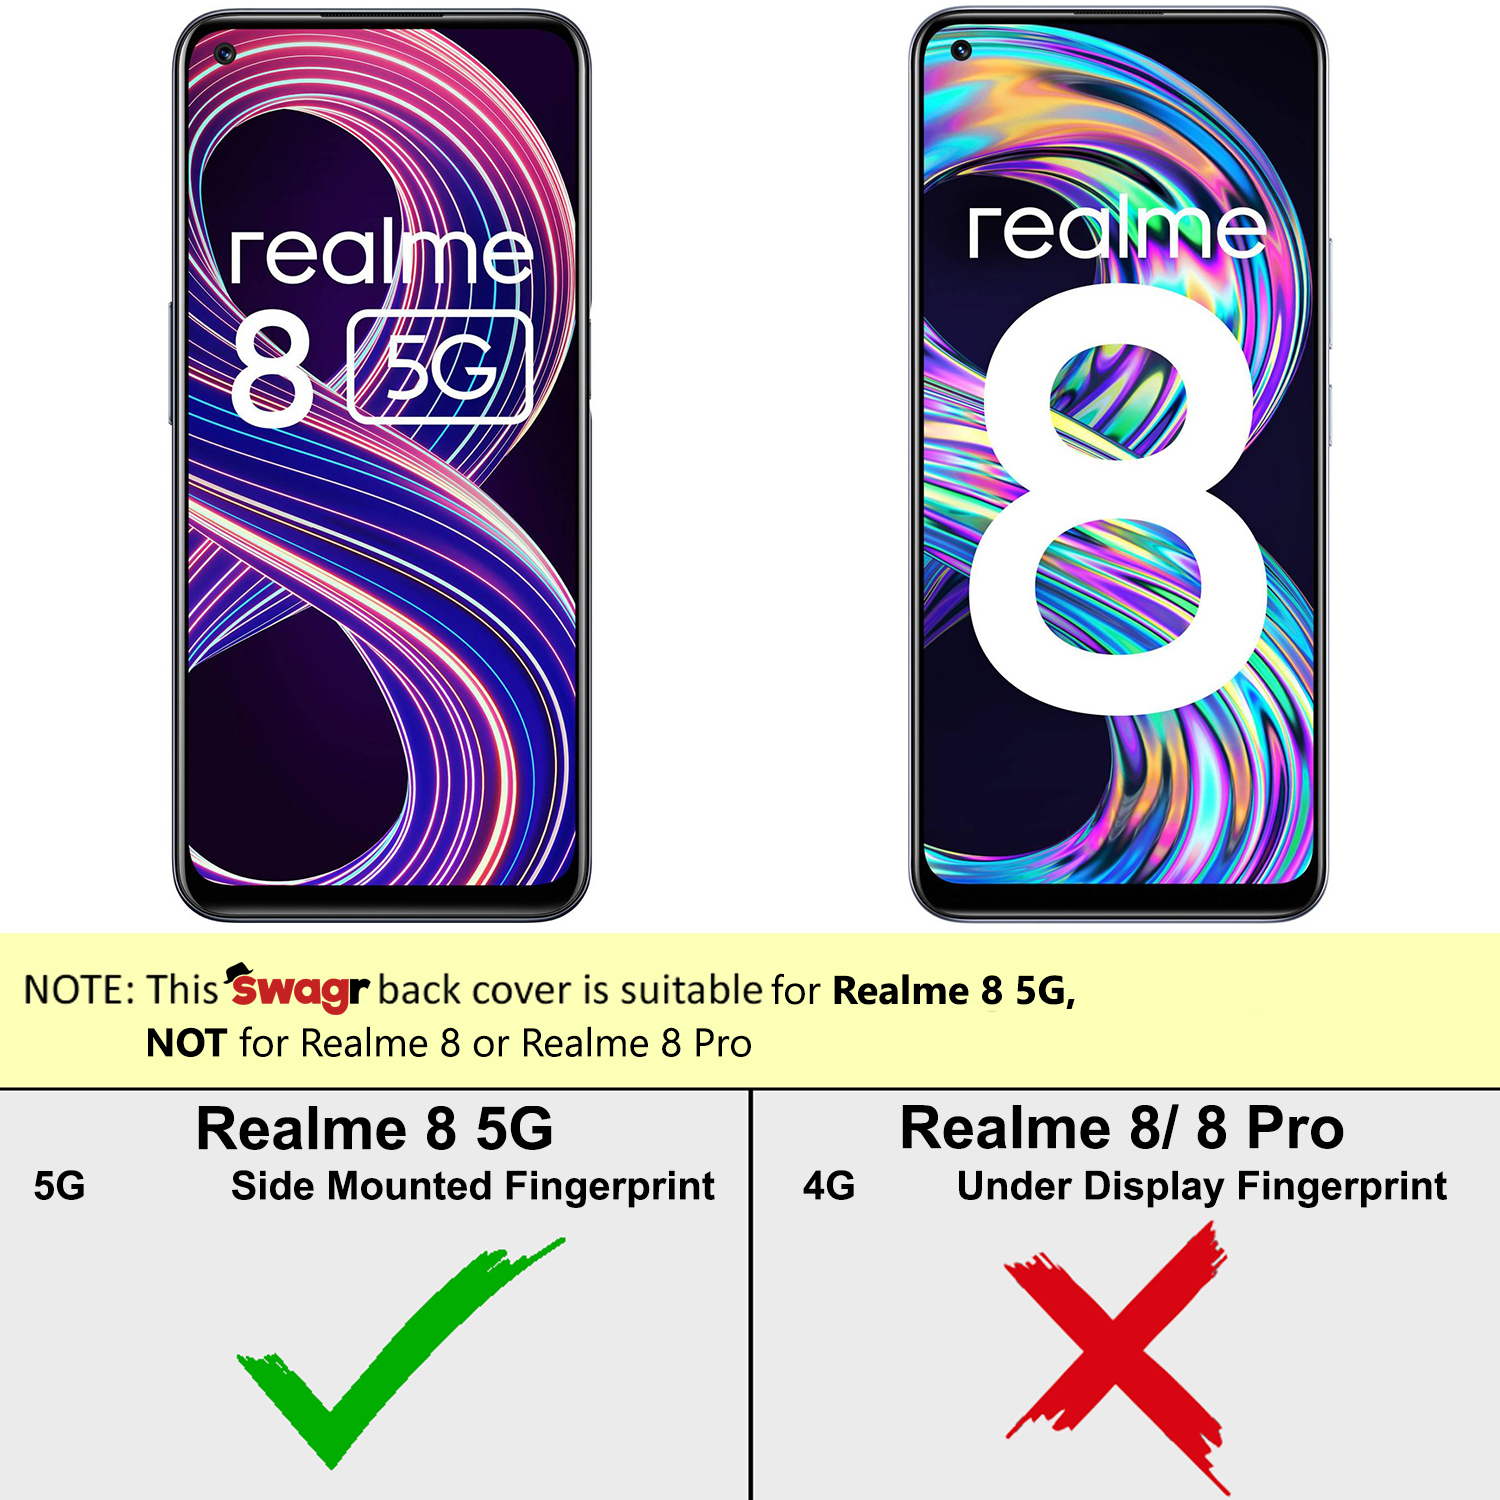 realme
8 5G
realme
8
NOTE: This Swagr back cover is suitable for Realme 8 5G,
NOT for Realme 8 or Realme 8 Pro
Realme 8 5G
5G Side Mounted Fingerprint
Realme 8/ 8 Pro
4G Under Display Fingerprint